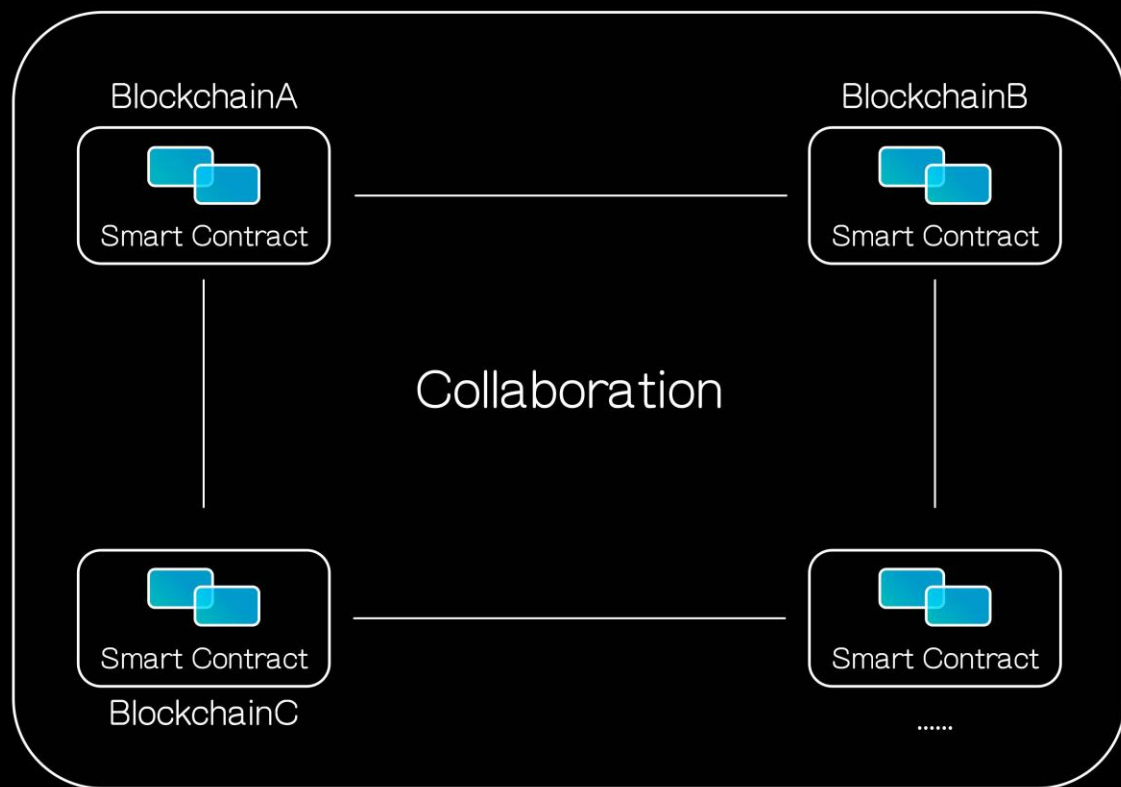 BlockchainA
BlockchainB
Smart Contract
Smart Contract
Collaboration
Smart Contract
Smart Contract
BlockchainC
......